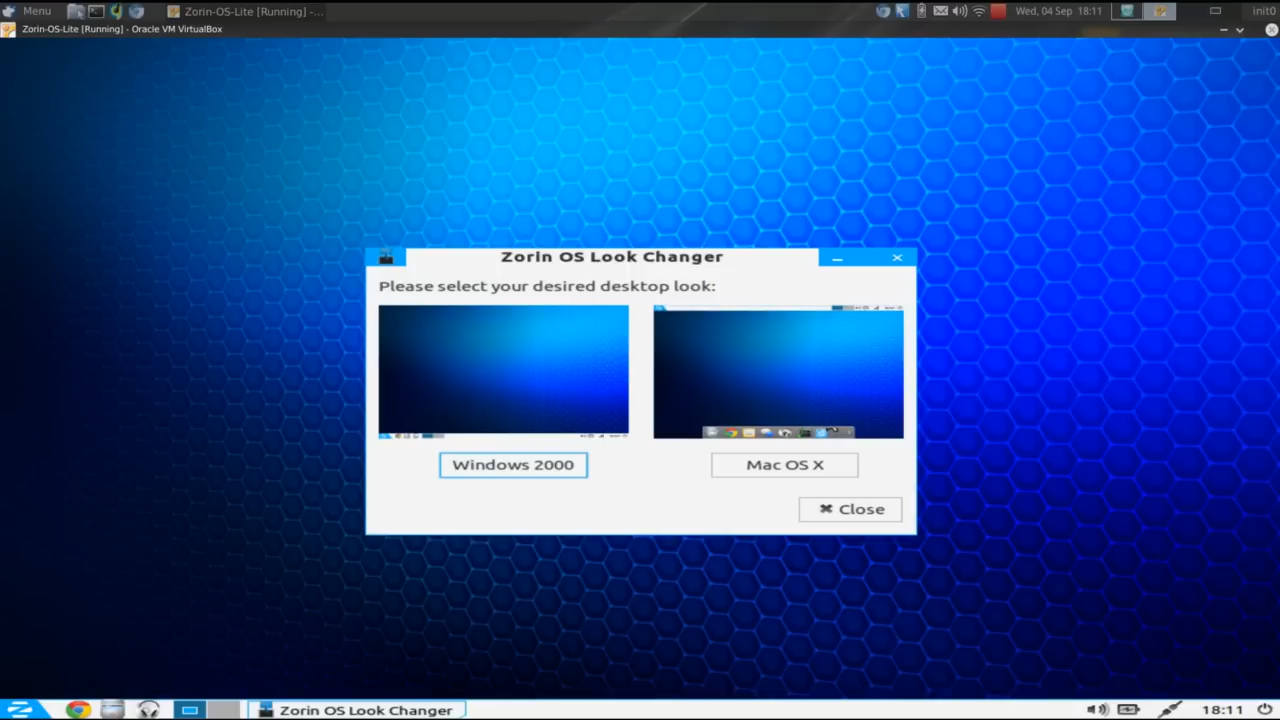 Menu
Zorin-OS-Lite [Running] -...
Wed, 04 Sep 18:11
init0
Zorin-OS-Lite [Running] - Oracle VM VirtualBox
Zorin OS Look Changer
Please select your desired desktop look:
Windows 2000
Mac OS X
✖ Close
Zorin OS Look Changer
18:11